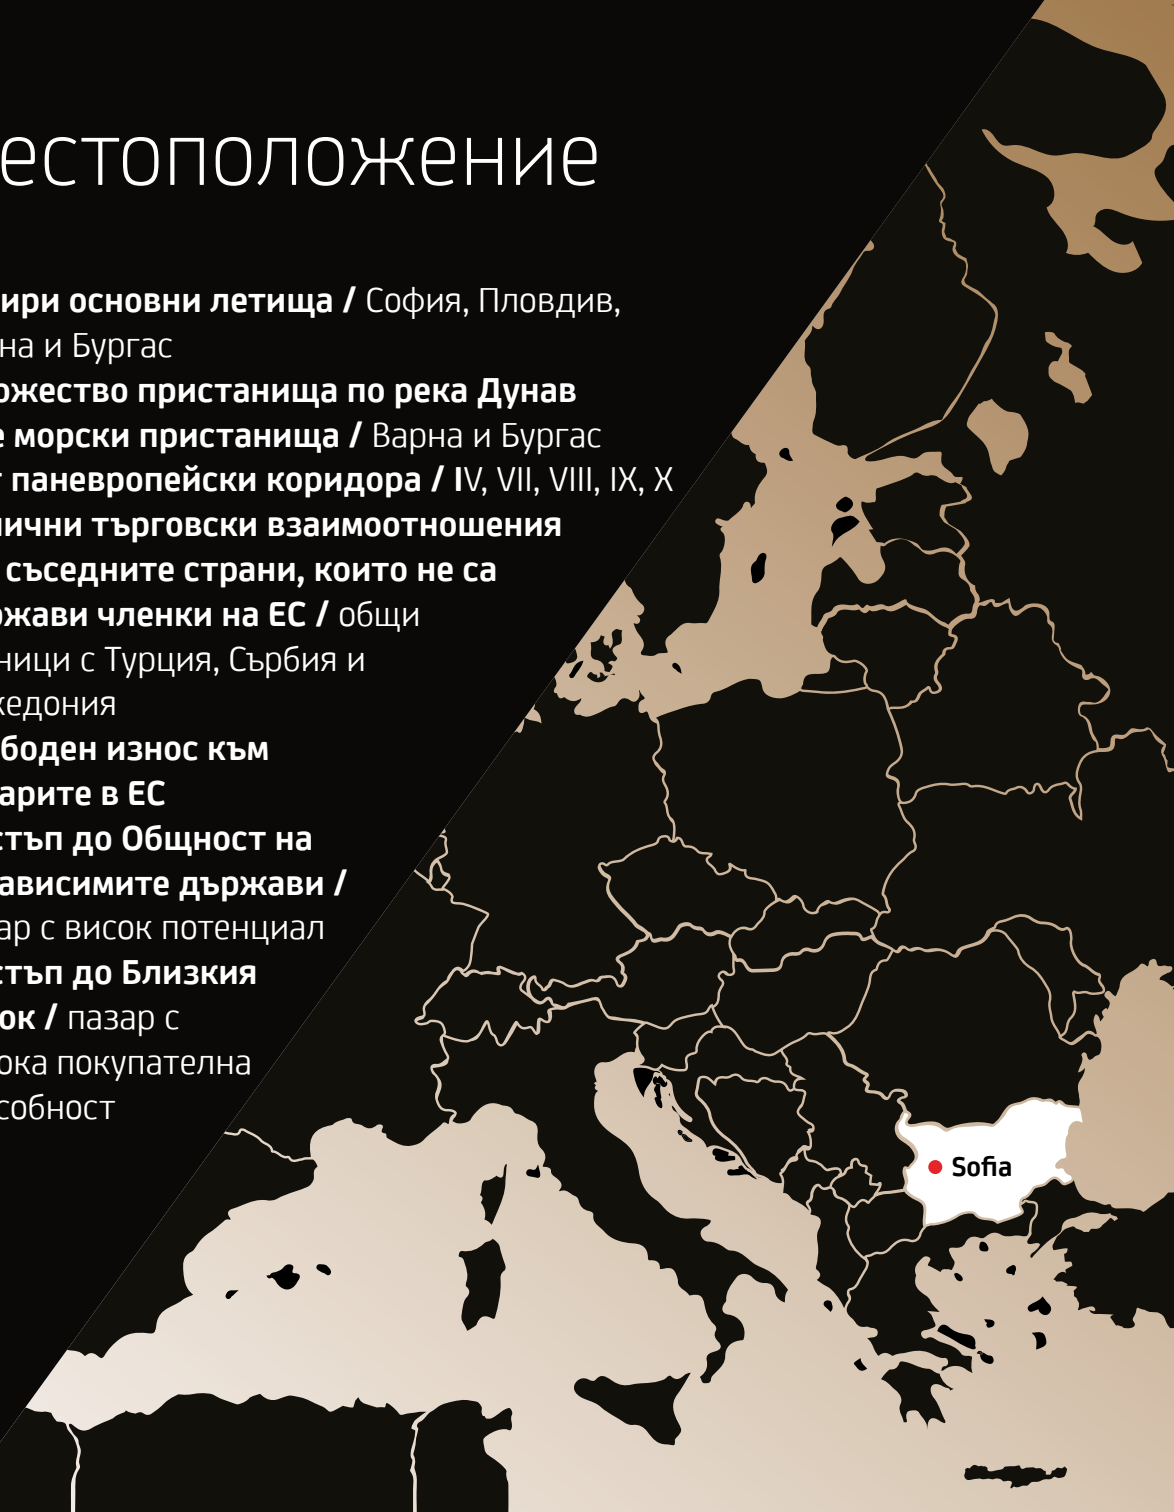 естоположение
ири основни летища / София, Пловдив,
на и Бургас
ожество пристанища по река Дунав
е морски пристанища / Варна и Бургас
т паневропейски коридора / IV, VII, VIII, IX, X
ични търговски взаимоотношения
съседните страни, които не са
ржави членки на ЕС / общи
ници с Турция, Сърбия и
кедония
боден износ към
арите в ЕС
стъп до Общност на
ависимите държави /
ар с висок потенциал
стъп до Близкия
ок / пазар с
ока покупателна
собност
Sofia